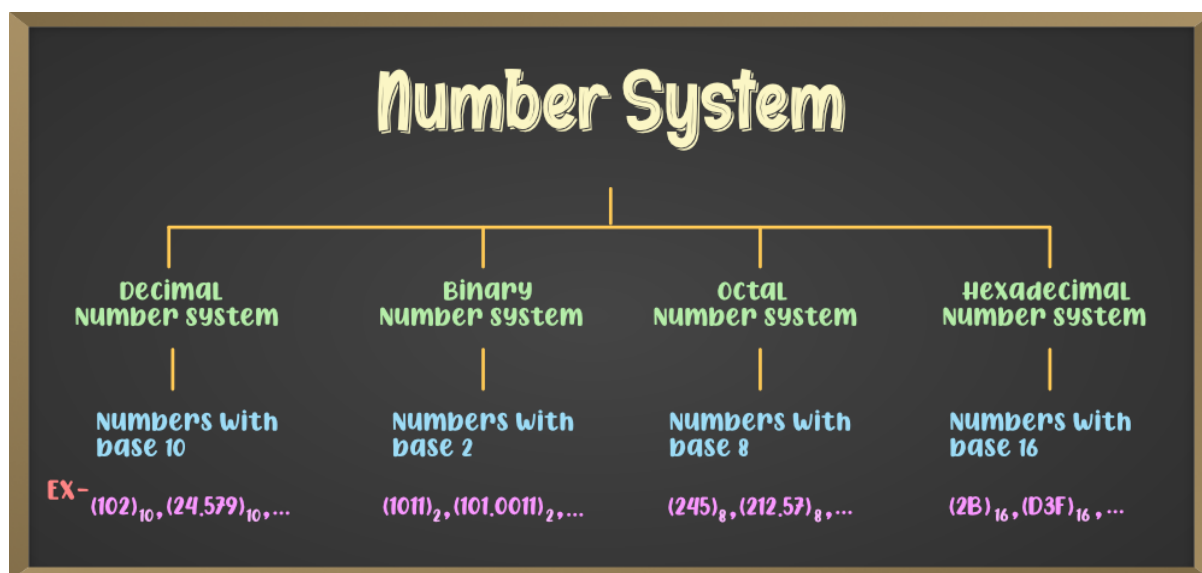 Number System
Decimal Number System
Binary Number System
Octal Number System
Hexadecimal Number System
Numbers with base 10
Numbers with base 2
Numbers with base 8
Numbers with base 16
EX- (102)₁₀, (24.579)₁₀, ...
(1011)₂, (101.0011)₂, ...
(245)₈, (212.57)₈, ...
(2B)₁₆, (D3F)₁₆, ...